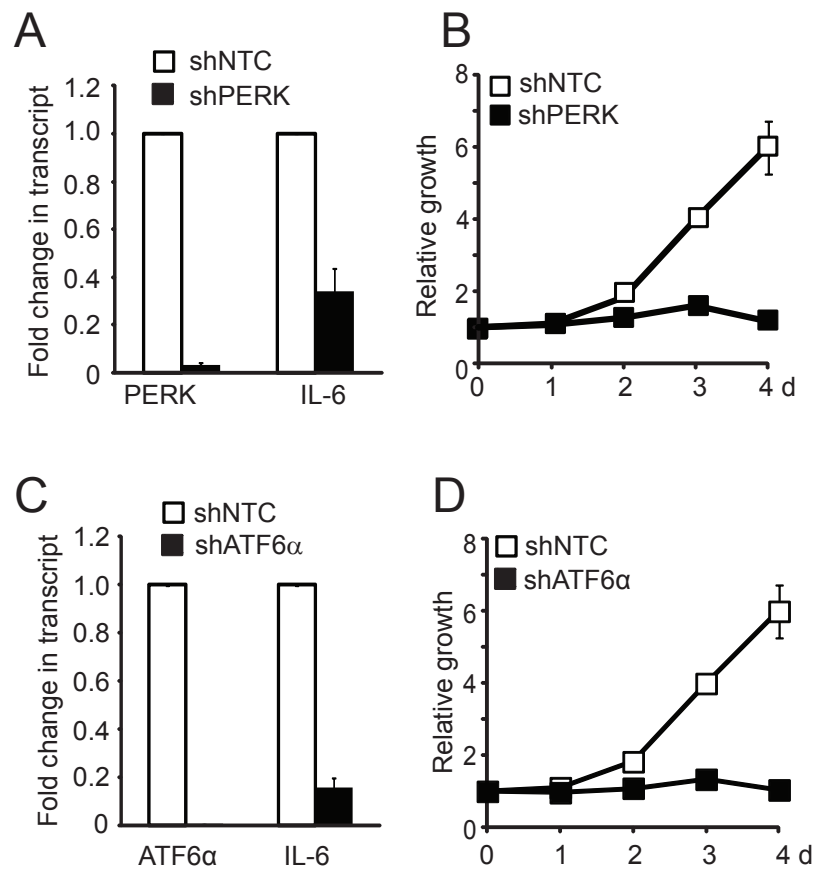 A
shNTC
shPERK
Fold change in transcript
1.2
1.0
0.8
0.6
0.4
0.2
0
PERK IL-6
B
shNTC
shPERK
Relative growth
8
6
4
2
0
0 1 2 3 4 d
C
shNTC
shATF6α
Fold change in transcript
1.2
1.0
0.8
0.6
0.4
0.2
0
ATF6α IL-6
D
shNTC
shATF6α
Relative growth
8
6
4
2
0
0 1 2 3 4 d